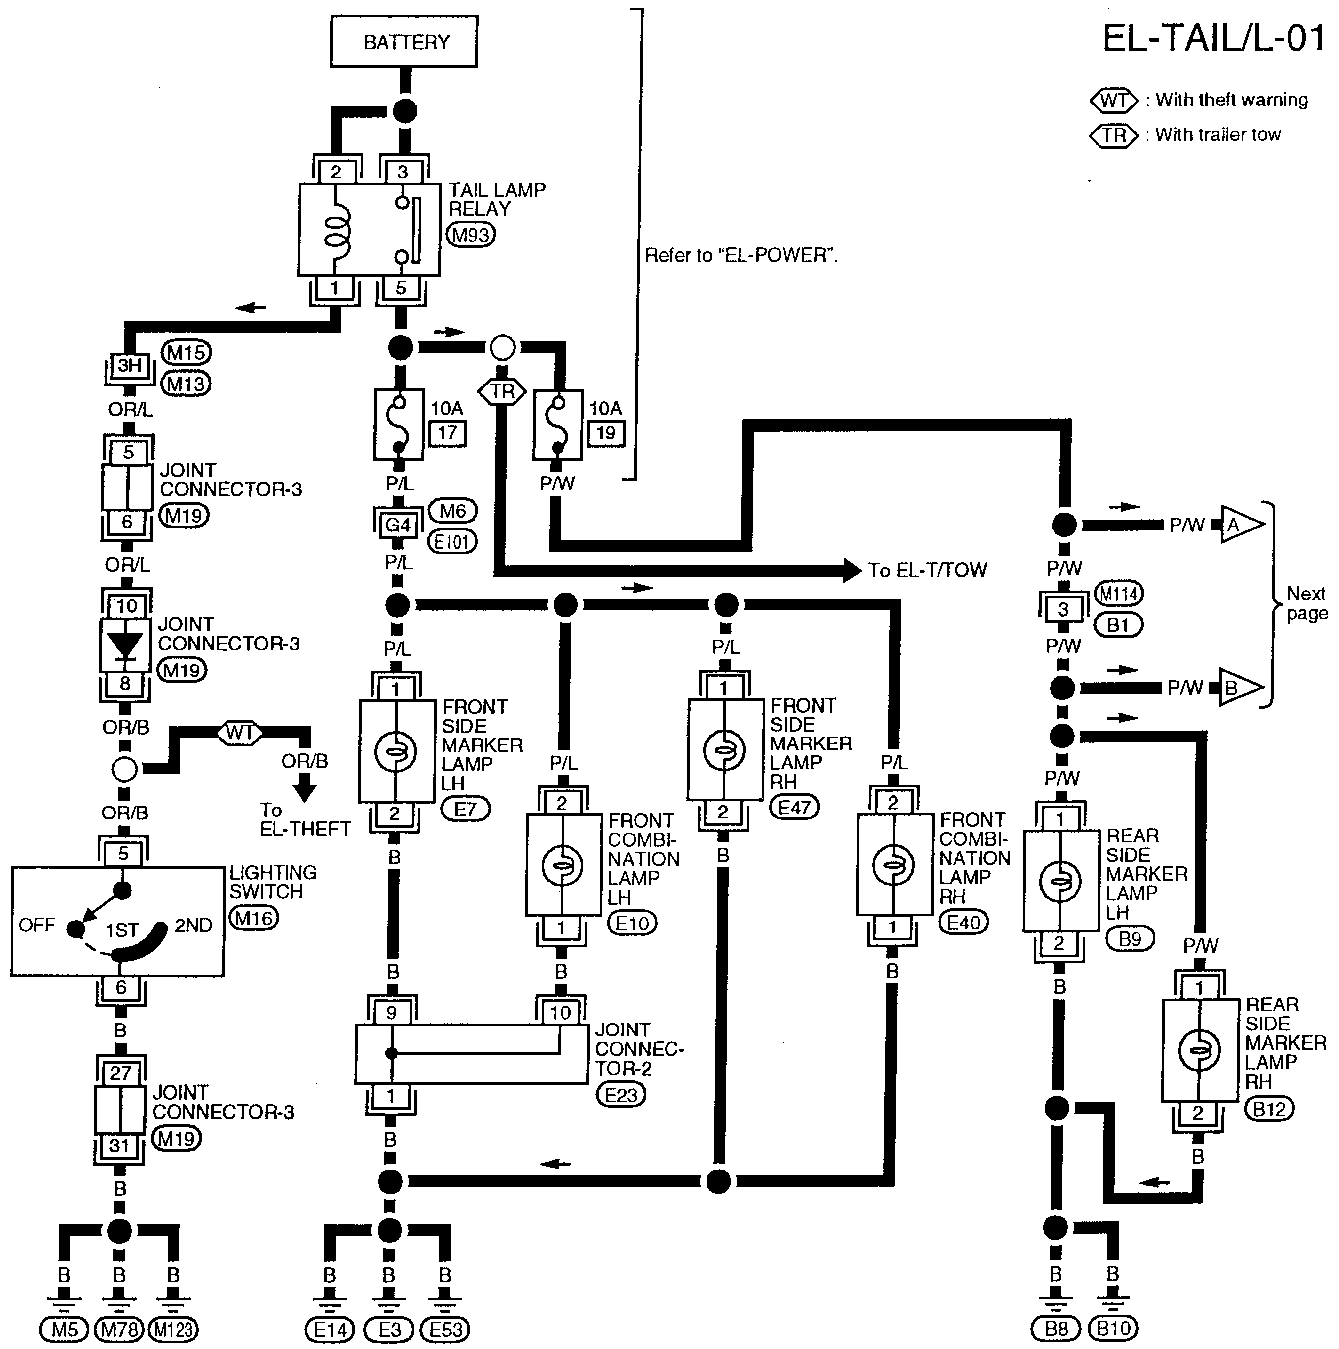 EL-TAIL/L-01
WT : With theft warning
TR : With trailer tow
BATTERY
2
3
TAIL LAMP
RELAY
M93
1
5
Refer to "EL-POWER".
3H
M15
M13
OR/L
5
JOINT
CONNECTOR-3
M19
6
OR/L
10
JOINT
CONNECTOR-3
M19
8
OR/B
WT
OR/B
To
EL-THEFT
OR/B
5
LIGHTING
SWITCH
M16
OFF
1ST
2ND
6
B
27
JOINT
CONNECTOR-3
M19
31
B
B
B
B
M5
M78
M123
TR
10A
17
10A
19
P/L
P/W
G4
M6
E101
P/L
To EL-T/TOW
P/L
1
FRONT
SIDE
MARKER
LAMP
LH
E7
2
B
P/L
2
FRONT
COMBI-
NATION
LAMP
LH
E10
1
B
B
9
10
JOINT
CONNEC-
TOR-2
E23
1
B
B
B
B
E14
E3
E53
P/L
1
FRONT
SIDE
MARKER
LAMP
RH
E47
2
B
P/L
2
FRONT
COMBI-
NATION
LAMP
RH
E40
1
B
P/W
A
P/W
3
M114
B1
P/W
P/W
B
Next
page
P/W
1
REAR
SIDE
MARKER
LAMP
LH
B9
2
B
P/W
1
REAR
SIDE
MARKER
LAMP
RH
B12
2
B
B
B
B8
B10